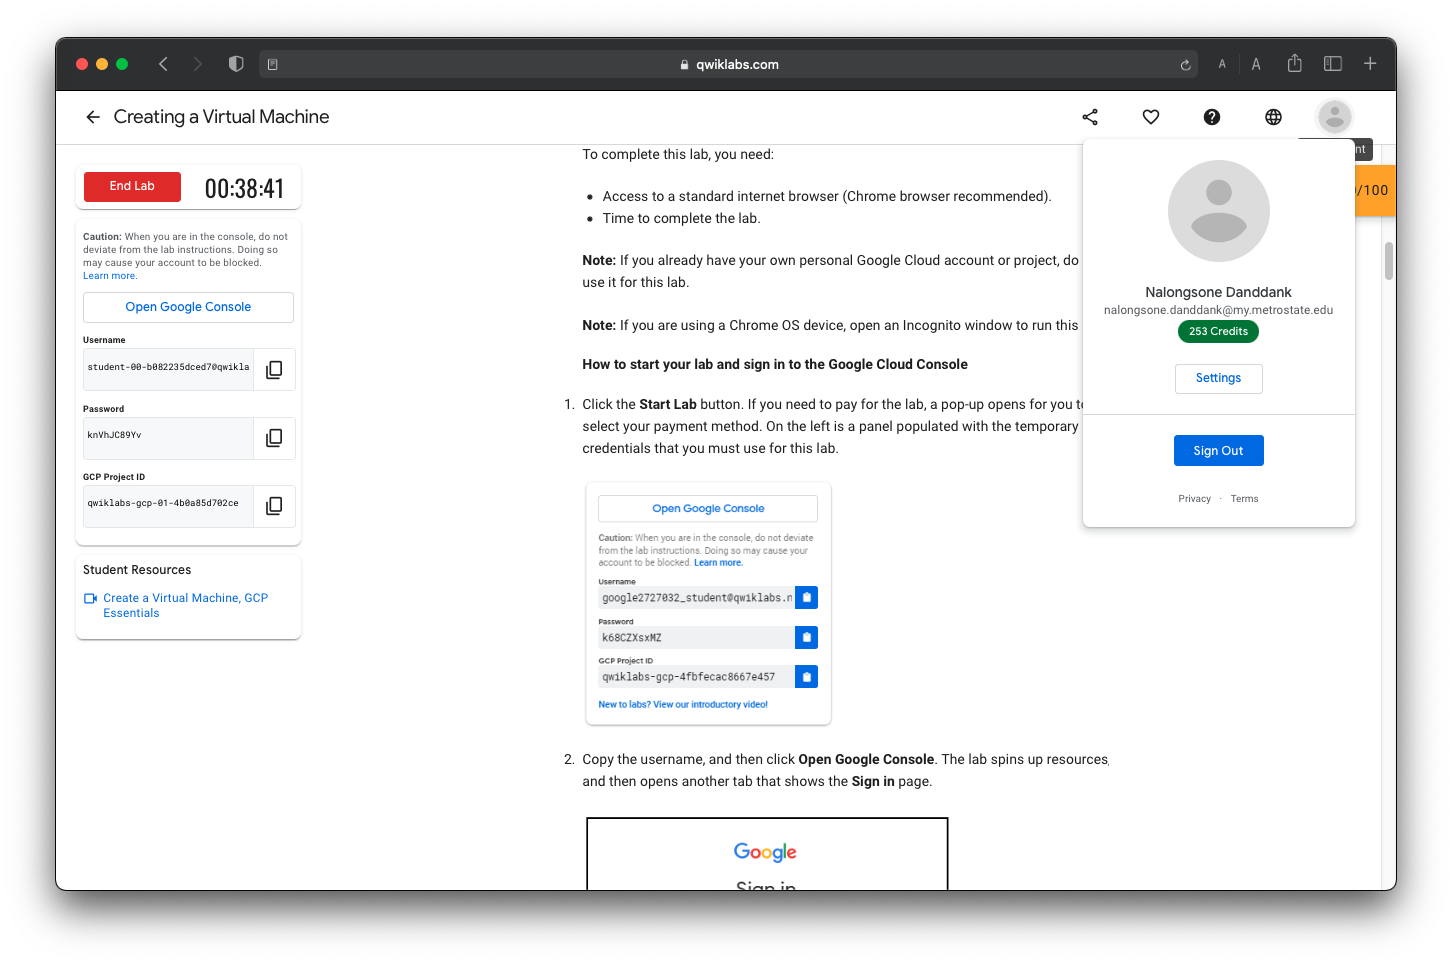 qwiklabs.com
A A
Creating a Virtual Machine
End Lab 00:38:41
Caution: When you are in the console, do not
deviate from the lab instructions. Doing so
may cause your account to be blocked.
Learn more.
Open Google Console
Username
student-00-b082235dced7@qwikla
Password
knVhJC89Yv
GCP Project ID
qwiklabs-gcp-01-4b0a85d702ce
Student Resources
Create a Virtual Machine, GCP
Essentials
To complete this lab, you need:
• Access to a standard internet browser (Chrome browser recommended).
• Time to complete the lab.
Note: If you already have your own personal Google Cloud account or project, do
use it for this lab.
Note: If you are using a Chrome OS device, open an Incognito window to run this
How to start your lab and sign in to the Google Cloud Console
1. Click the Start Lab button. If you need to pay for the lab, a pop-up opens for you to
select your payment method. On the left is a panel populated with the temporary
credentials that you must use for this lab.
Open Google Console
Caution: When you are in the console, do not deviate
from the lab instructions. Doing so may cause your
account to be blocked. Learn more.
Username
google2727032_student@qwiklabs.n
Password
k68CZXsxMZ
GCP Project ID
qwiklabs-gcp-4fbfecac8667e457
New to labs? View our introductory video!
2. Copy the username, and then click Open Google Console. The lab spins up resources,
and then opens another tab that shows the Sign in page.
Google
Sign in
nt
/100
Nalongsone Danddank
nalongsone.danddank@my.metrostate.edu
253 Credits
Settings
Sign Out
Privacy · Terms